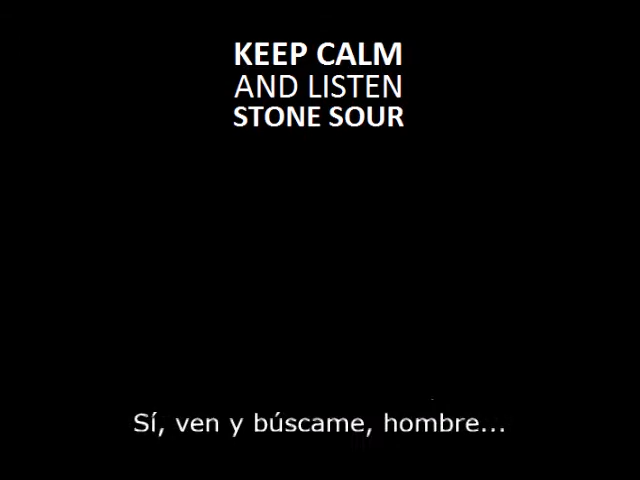 KEEP CALM
AND LISTEN
STONE SOUR
Sí, ven y búscame, hombre...